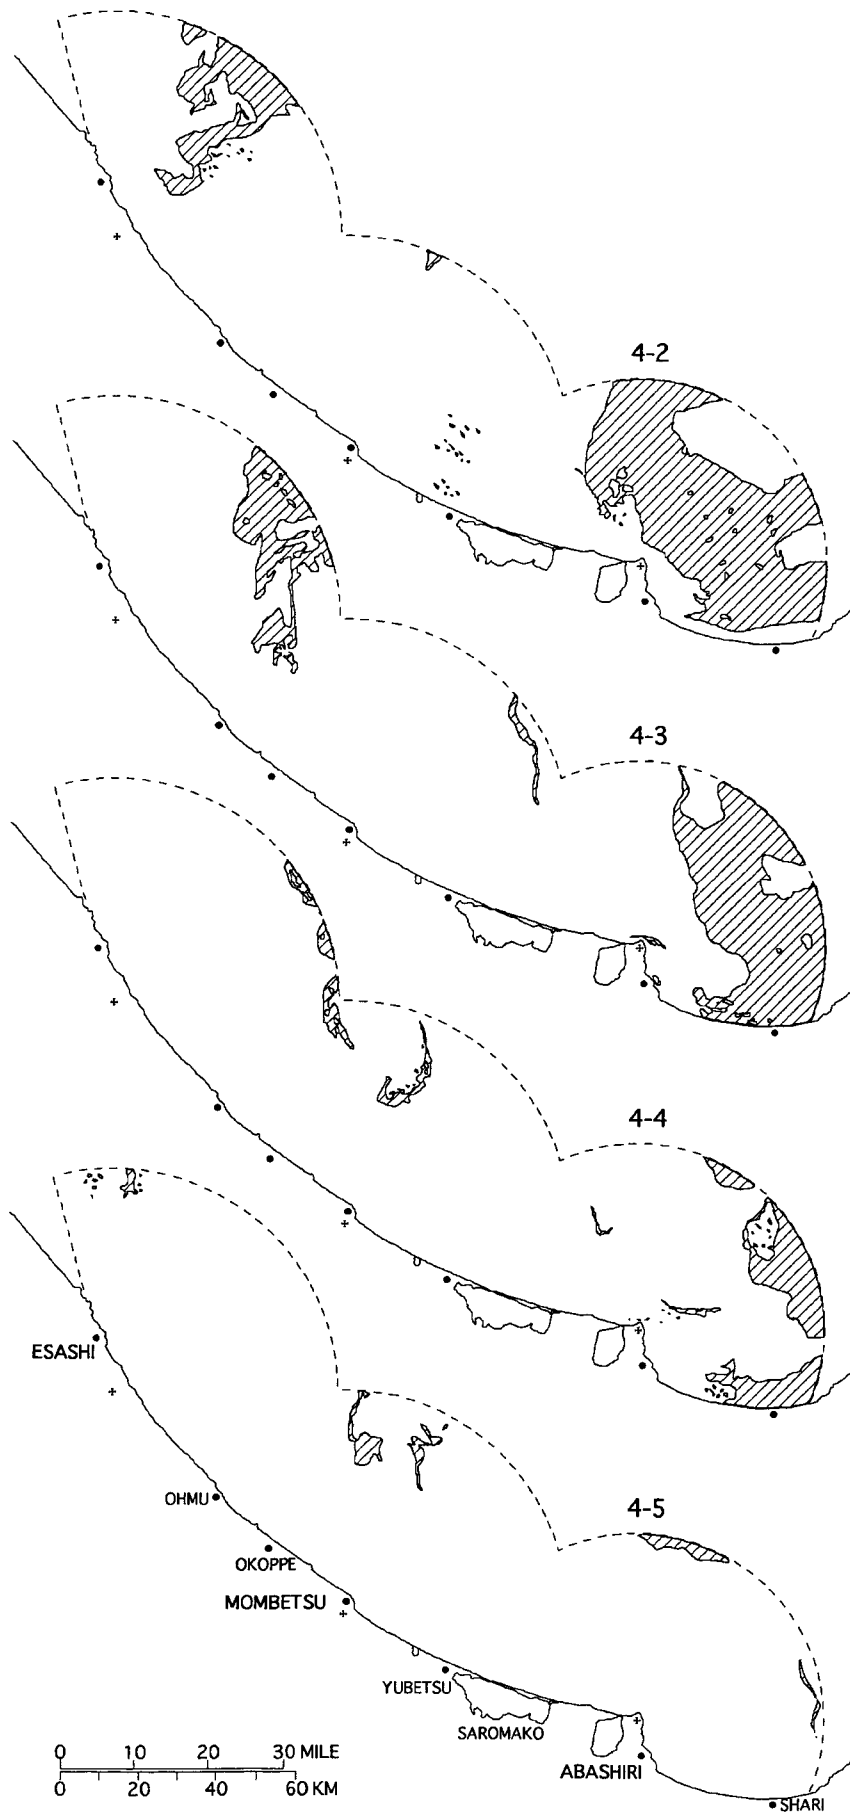 4-2
4-3
4-4
ESASHI
OHMU
4-5
OKOPPE
MOMBETSU
YUBETSU
SAROMAKO
0 10 20 30 MILE
ABASHIRI
0 20 40 60 KM
SHARI